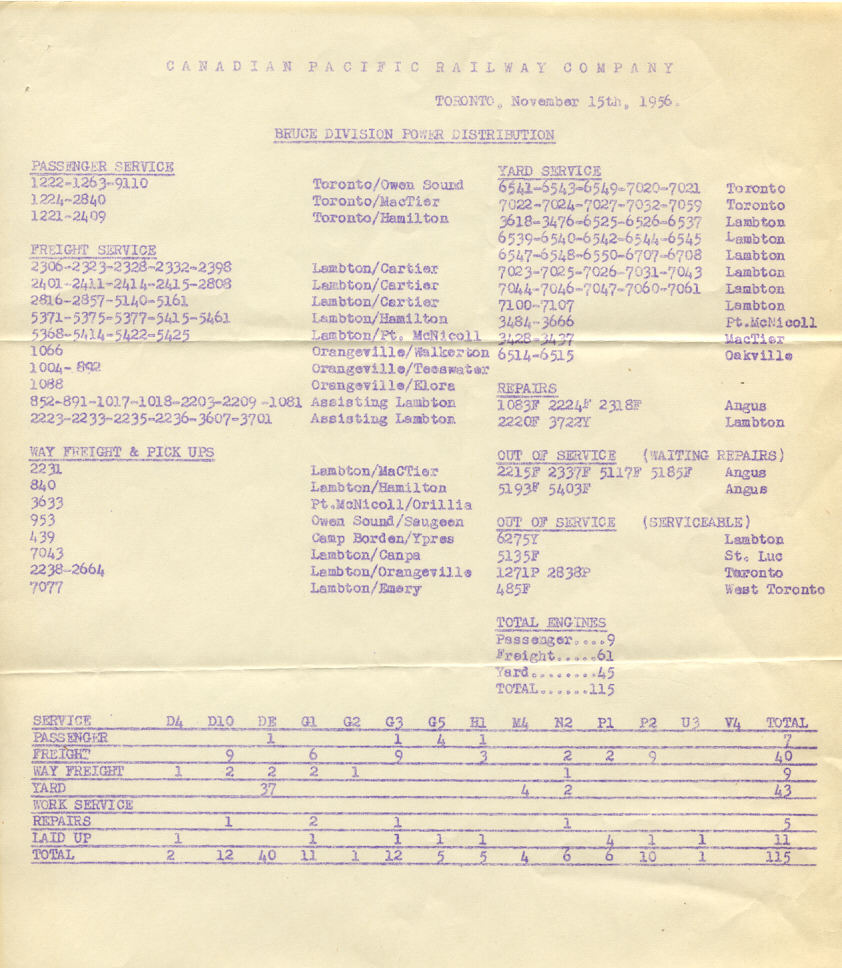 CANADIAN PACIFIC RAILWAY COMPANY
TORONTO, November 15th, 1956.
BRUCE DIVISION POWER DISTRIBUTION
PASSENGER SERVICE
1222-1263-9110 Toronto/Owen Sound
1224-2840 Toronto/MacTier
1221-2409 Toronto/Hamilton
FREIGHT SERVICE
2306-2323-2328-2332-2398 Lambton/Cartier
2401-2411-2414-2415-2808 Lambton/Cartier
2816-2857-5140-5161 Lambton/Cartier
5371-5375-5377-5415-5461 Lambton/Hamilton
5368-5414-5422-5425 Lambton/Pt. McNicoll
1066 Orangeville/Walkerton
1004-892 Orangeville/Teeswater
1088 Orangeville/Elora
852-891-1017-1018-2203-2209 -1081 Assisting Lambton
2223-2233-2235-2236-3607-3701 Assisting Lambton
WAY FREIGHT & PICK UPS
2231 Lambton/MaCTier
840 Lambton/Hamilton
3633 Pt.McNicoll/Orillia
953 Owen Sound/Saugeen
439 Camp Borden/Ypres
7043 Lambton/Canpa
2238-2664 Lambton/Orangeville
7077 Lambton/Emery
YARD SERVICE
6541-6543-6549-7020-7021 Toronto
7022-7024-7027-7032-7059 Toronto
3618-3476-6525-6526-6537 Lambton
6539-6540-6542-6544-6545 Lambton
6547-6548-6550-6707-6708 Lambton
7023-7025-7026-7031-7043 Lambton
7044-7046-7047-7060-7061 Lambton
7100-7107 Lambton
3484-3666 Pt.McNicoll
3428-3437 MacTier
6514-6515 Oakville
REPAIRS
1083F 2224F 2318F Angus
2220F 3722Y Lambton
OUT OF SERVICE (WAITING REPAIRS)
2215F 2337F 5117F 5185F Angus
5193F 5403F Angus
OUT OF SERVICE (SERVICEABLE)
6275Y Lambton
5135F St. Luc
1271P 2838P Toronto
485F West Toronto
TOTAL ENGINES
Passenger....9
Freight.....61
Yard........45
TOTAL......115
SERVICE D4 D10 DE G1 G2 G3 G5 H1 M4 N2 P1 P2 U3 V4 TOTAL
PASSENGER 1 1 4 1 7
FREIGHT 9 6 9 3 2 2 9 40
WAY FREIGHT 1 2 2 2 1 1 9
YARD 37 4 2 43
WORK SERVICE
REPAIRS 1 2 1 1 5
LAID UP 1 1 1 1 1 4 1 1 11
TOTAL 2 12 40 11 1 12 5 5 4 6 6 10 1 115